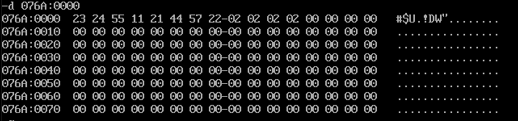 -d 076A:0000
076A:0000  23 24 55 11 21 44 57 22-02 02 02 02 00 00 00 00   #$U.!DW"........
076A:0010  00 00 00 00 00 00 00 00-00 00 00 00 00 00 00 00   ................
076A:0020  00 00 00 00 00 00 00 00-00 00 00 00 00 00 00 00   ................
076A:0030  00 00 00 00 00 00 00 00-00 00 00 00 00 00 00 00   ................
076A:0040  00 00 00 00 00 00 00 00-00 00 00 00 00 00 00 00   ................
076A:0050  00 00 00 00 00 00 00 00-00 00 00 00 00 00 00 00   ................
076A:0060  00 00 00 00 00 00 00 00-00 00 00 00 00 00 00 00   ................
076A:0070  00 00 00 00 00 00 00 00-00 00 00 00 00 00 00 00   ................